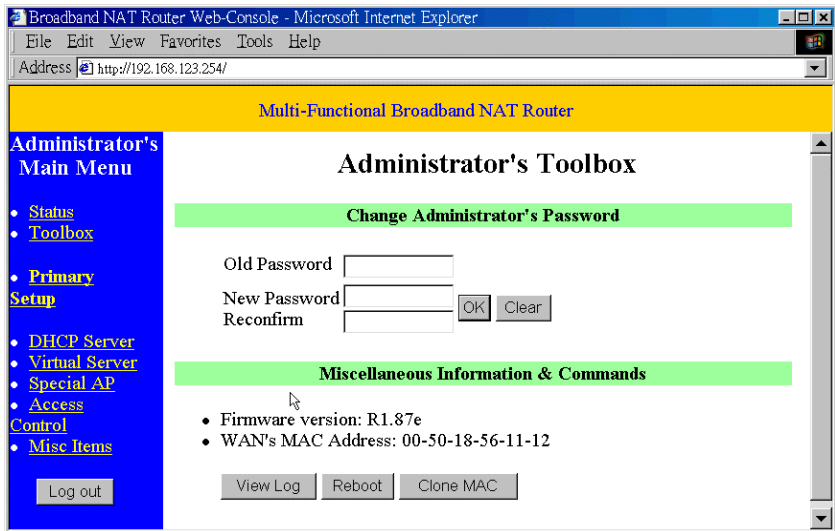 Broadband NAT Router Web-Console - Microsoft Internet Explorer
File Edit View Favorites Tools Help
Address http://192.168.123.254/
Multi-Functional Broadband NAT Router
Administrator's
Main Menu
Status
Toolbox
Primary
Setup
DHCP Server
Virtual Server
Special AP
Access
Control
Misc Items
Log out
Administrator's Toolbox
Change Administrator's Password
Old Password
New Password
Reconfirm
OK Clear
Miscellaneous Information & Commands
Firmware version: R1.87e
WAN's MAC Address: 00-50-18-56-11-12
View Log Reboot Clone MAC